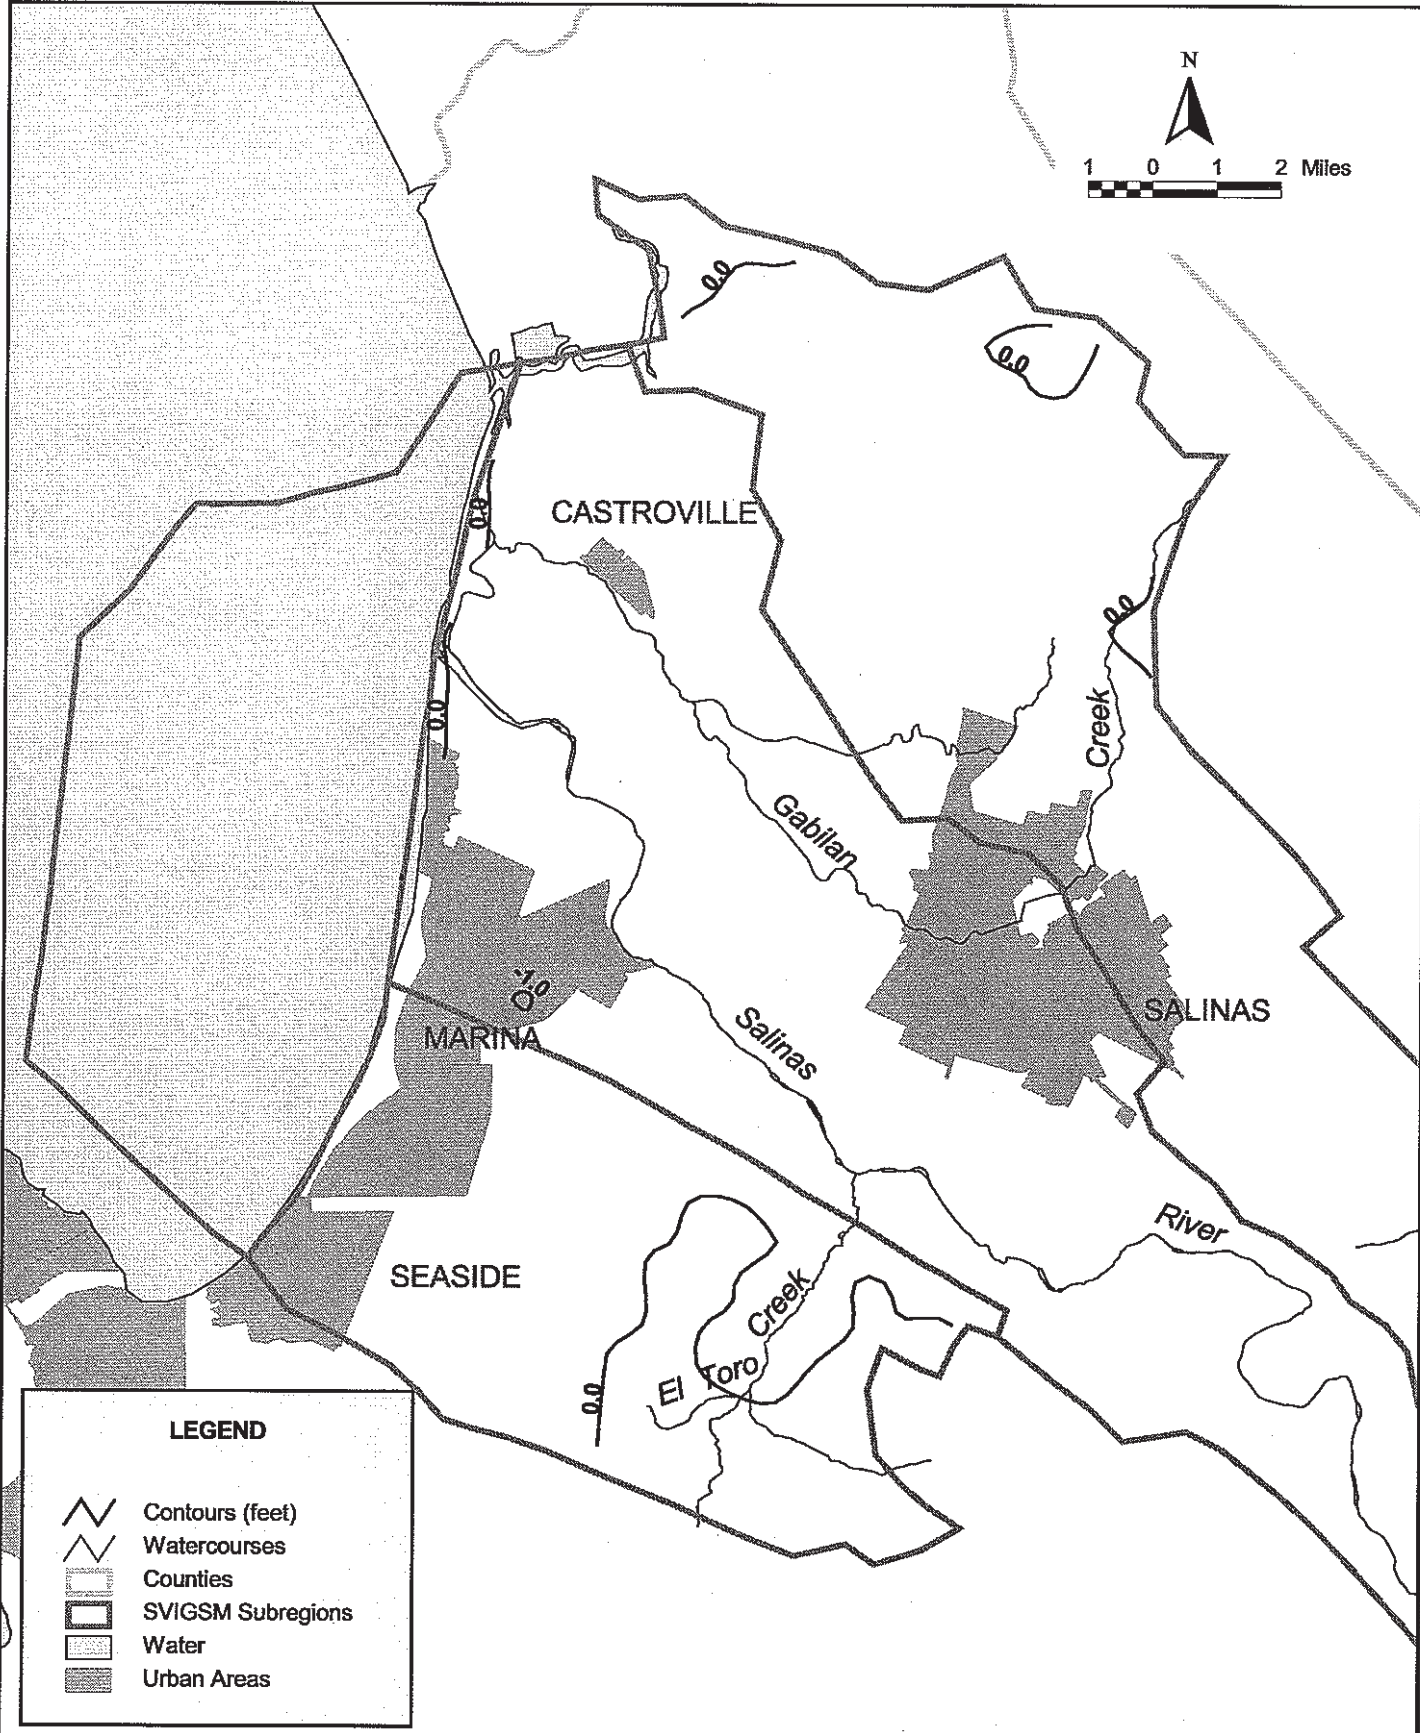 N
1 0 1 2 Miles
0.0
0.0
0.0
CASTROVILLE
0.0
0.0
Creek
Gabilan
-1.0
MARINA
Salinas
SALINAS
River
SEASIDE
Creek
El Toro
0.0
LEGEND
Contours (feet)
Watercourses
Counties
SVIGSM Subregions
Water
Urban Areas